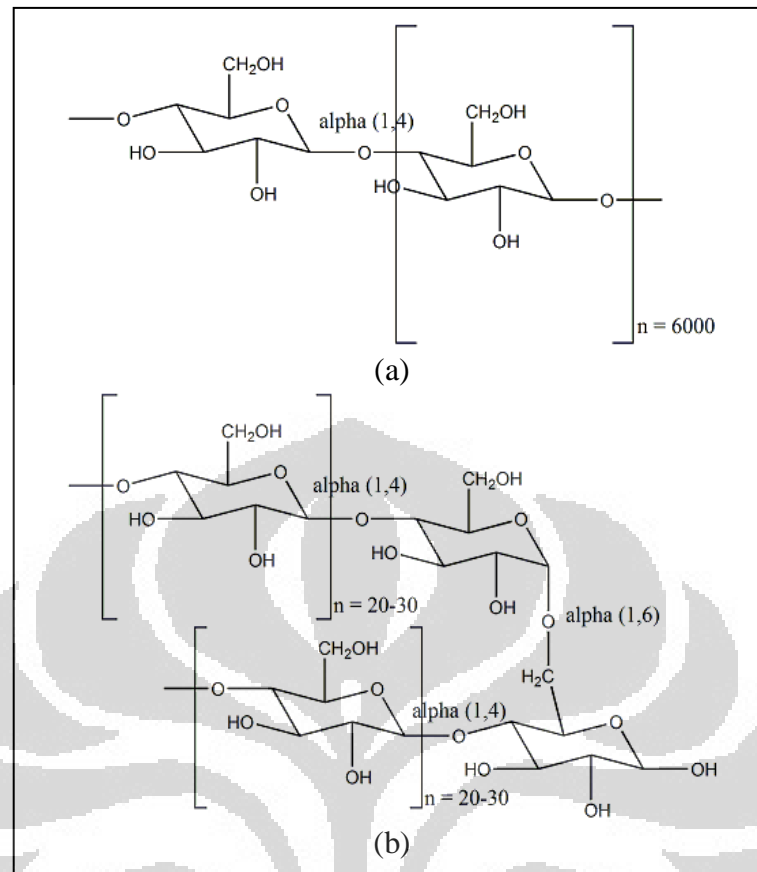 CH₂OH
O
O
HO
OH
alpha (1,4)
O
CH₂OH
O
HO
OH
O
n = 6000
(a)
CH₂OH
O
O
HO
OH
alpha (1,4)
n = 20-30
O
CH₂OH
O
HO
OH
O
alpha (1,6)
H₂C
CH₂OH
O
O
HO
OH
alpha (1,4)
n = 20-30
O
O
HO
OH
OH
(b)